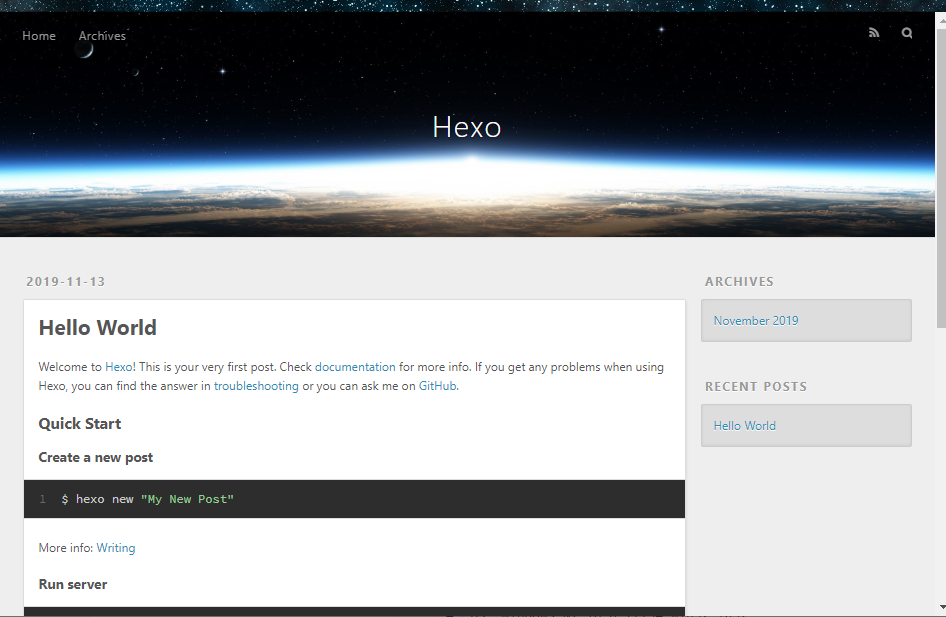 Home Archives
Hexo
2019-11-13
Hello World
Welcome to Hexo! This is your very first post. Check documentation for more info. If you get any problems when using
Hexo, you can find the answer in troubleshooting or you can ask me on GitHub.
Quick Start
Create a new post
1 $ hexo new "My New Post"
More info: Writing
Run server
ARCHIVES
November 2019
RECENT POSTS
Hello World